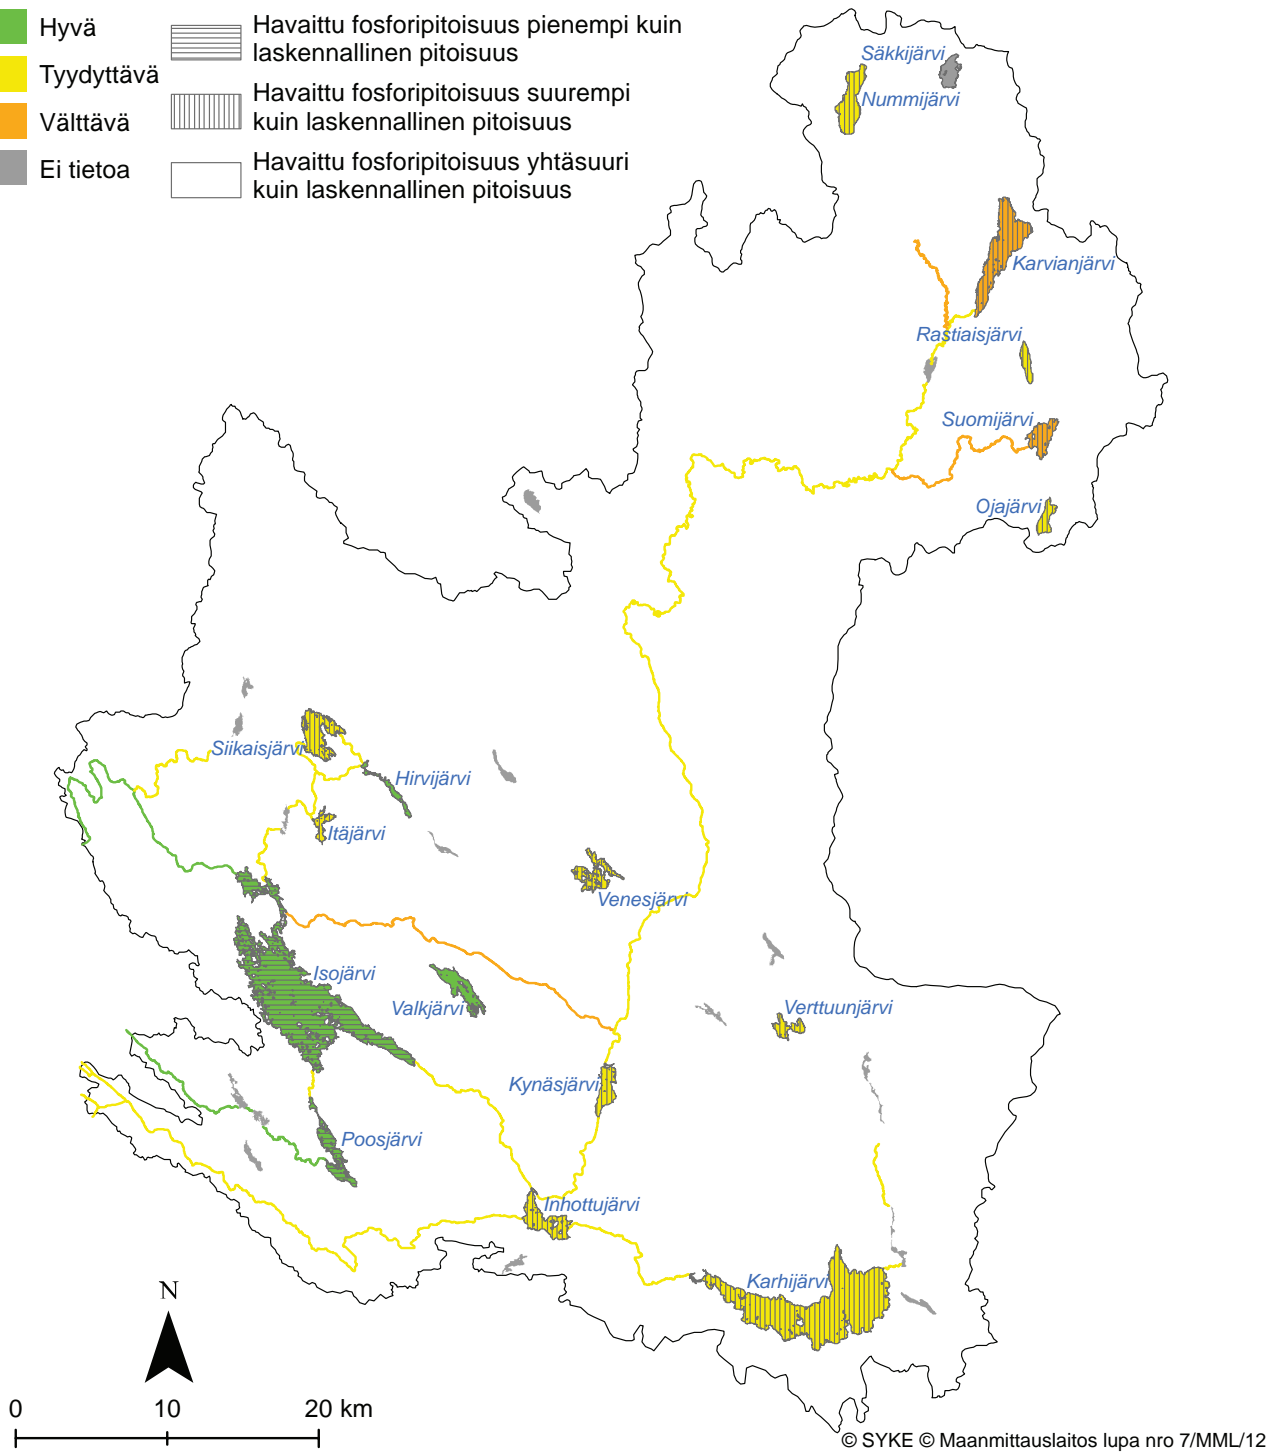 Hyvä
Tyydyttävä
Välttävä
Ei tietoa
Havaittu fosforipitoisuus pienempi kuin
laskennallinen pitoisuus
Havaittu fosforipitoisuus suurempi
kuin laskennallinen pitoisuus
Havaittu fosforipitoisuus yhtäsuuri
kuin laskennallinen pitoisuus
Säkkijärvi
Nummijärvi
Karvianjärvi
Rastiaisjärvi
Suomijärvi
Ojajärvi
Siikaisjärvi
Hirvijärvi
Itäjärvi
Venesjärvi
Isojärvi
Valkjärvi
Verttuunjärvi
Kynäsjärvi
Poosjärvi
Inhottujärvi
Karhijärvi
N
0 10 20 km
© SYKE © Maanmittauslaitos lupa nro 7/MML/12